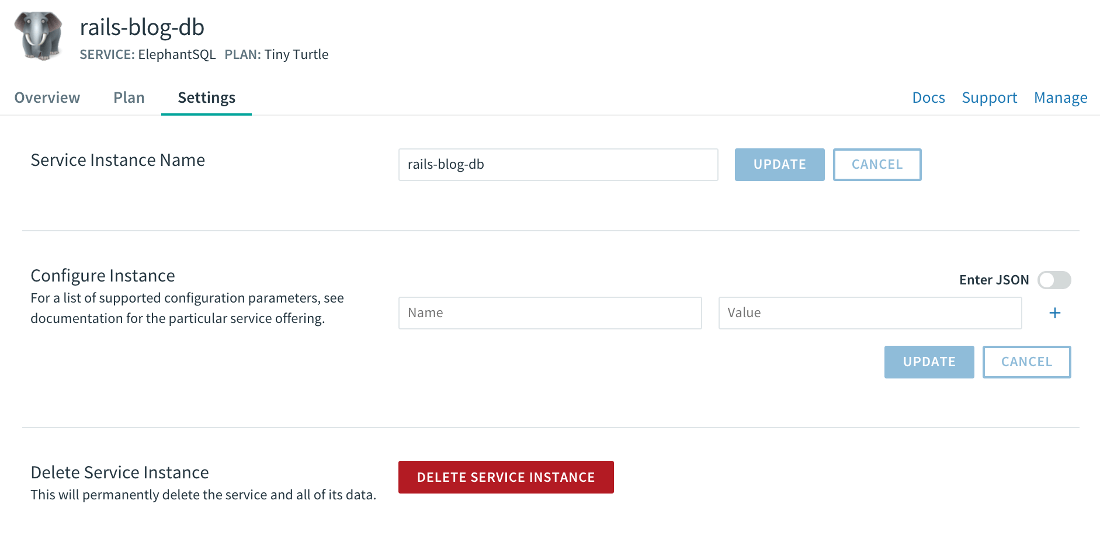 rails-blog-db
SERVICE: ElephantSQL PLAN: Tiny Turtle
Overview Plan Settings Docs Support Manage
Service Instance Name
rails-blog-db
UPDATE CANCEL
Configure Instance
For a list of supported configuration parameters, see
documentation for the particular service offering.
Enter JSON
Name Value +
UPDATE CANCEL
Delete Service Instance
This will permanently delete the service and all of its data.
DELETE SERVICE INSTANCE